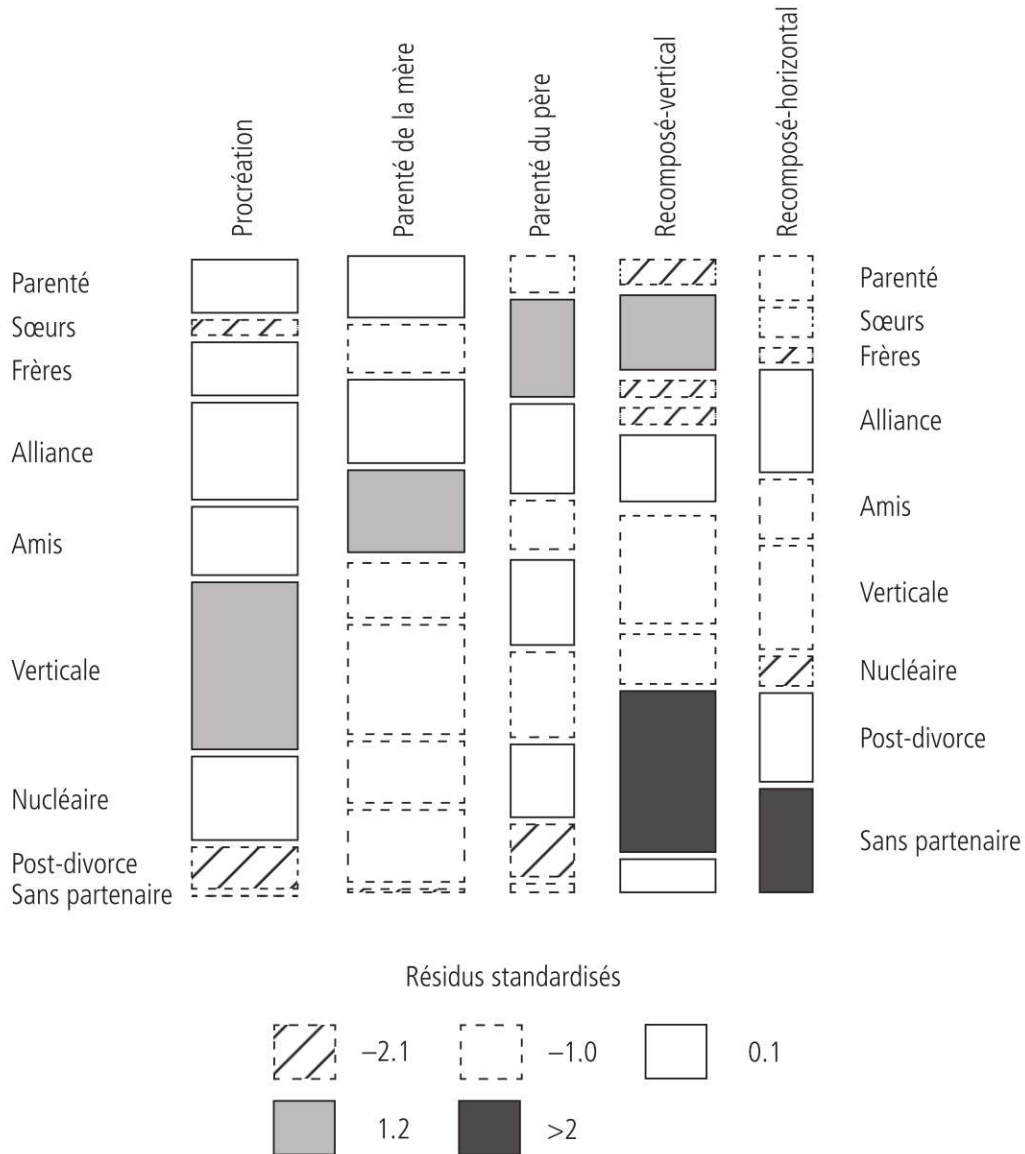 Procréation
Parenté de la mère
Parenté du père
Recomposé-vertical
Recomposé-horizontal
Parenté
Sœurs
Frères
Alliance
Amis
Verticale
Nucléaire
Post-divorce
Sans partenaire
Parenté
Sœurs
Frères
Alliance
Amis
Verticale
Nucléaire
Post-divorce
Sans partenaire
Résidus standardisés
–2.1
–1.0
0.1
1.2
>2